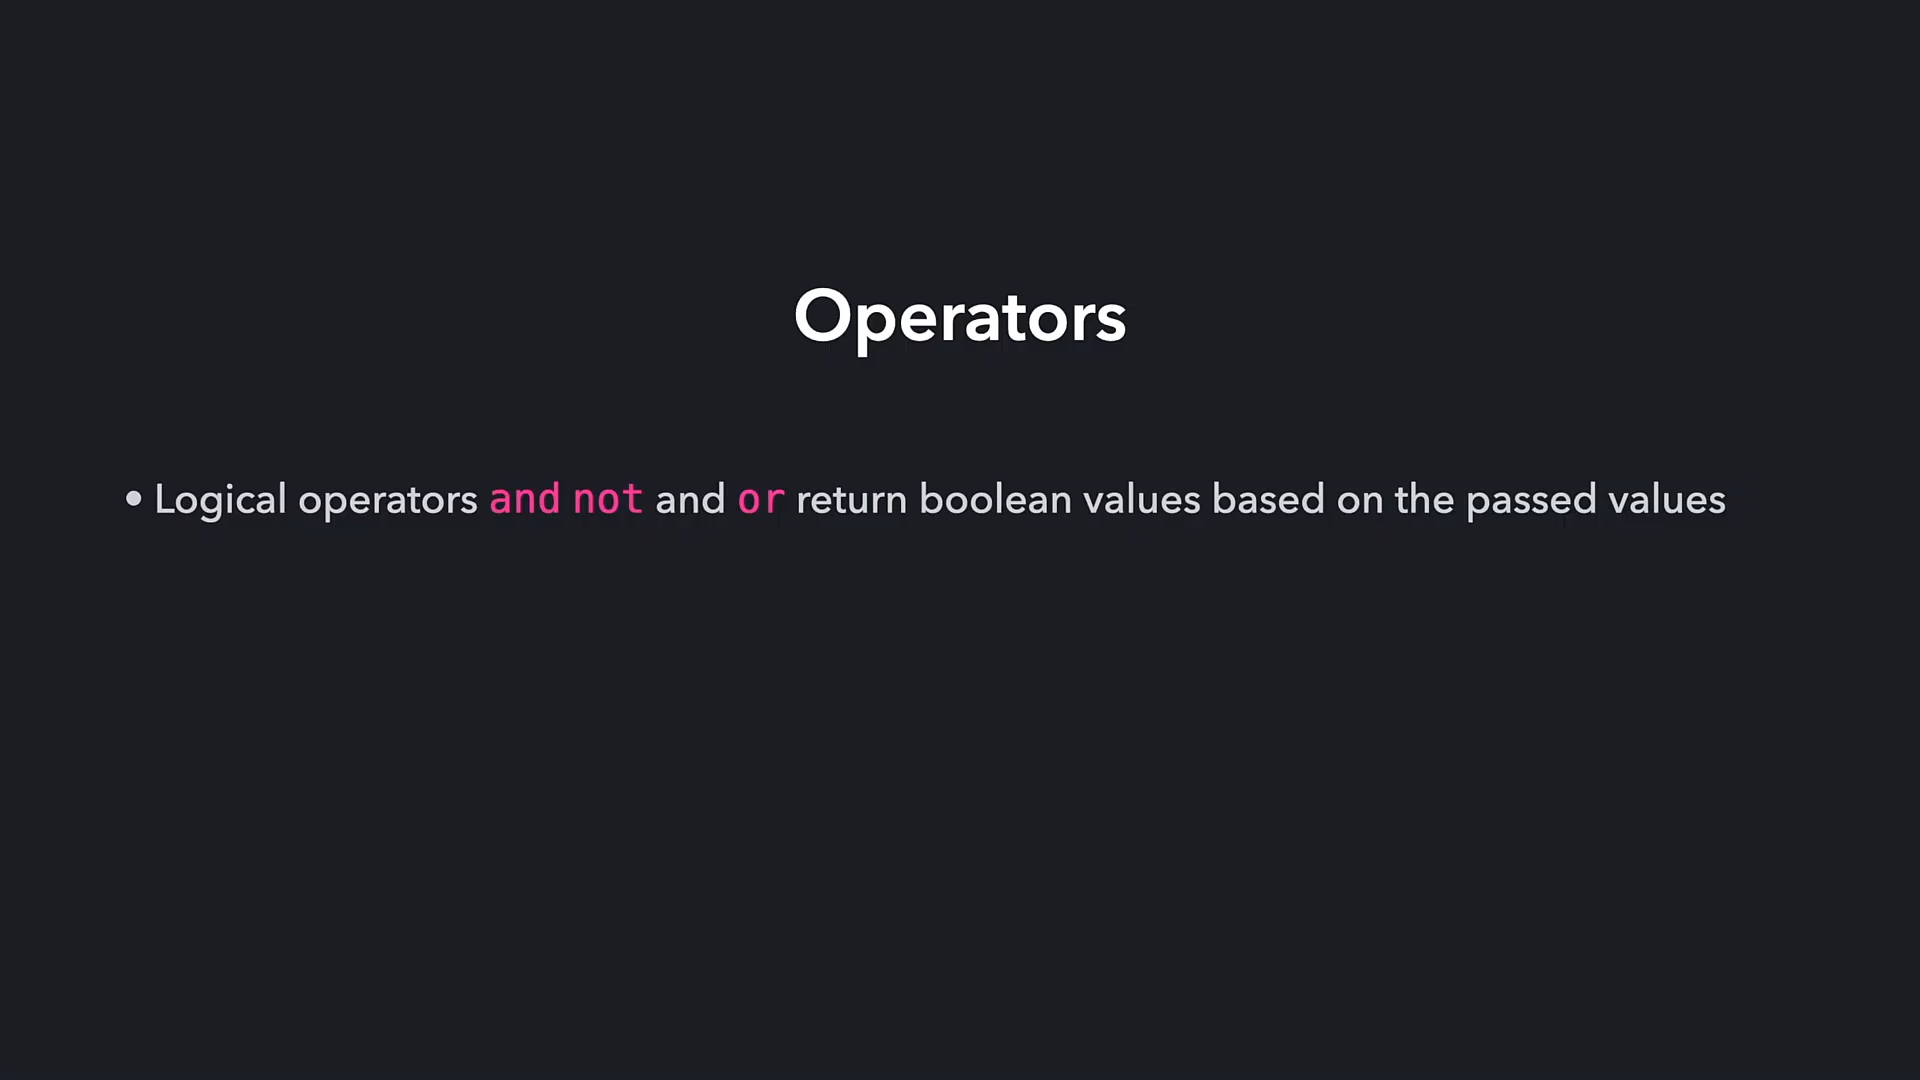 Operators
• Logical operators and not and or return boolean values based on the passed values